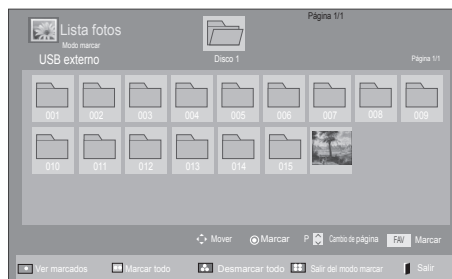 Página 1/1
Lista fotos
Modo marcar
USB externo
Disco 1
Página 1/1
001 002 003 004 005 006 007 008 009
010 011 012 013 014 015
Mover Marcar P Cambio de página FAV Marcar
Ver marcados Marcar todo Desmarcar todo Salir del modo marcar Salir